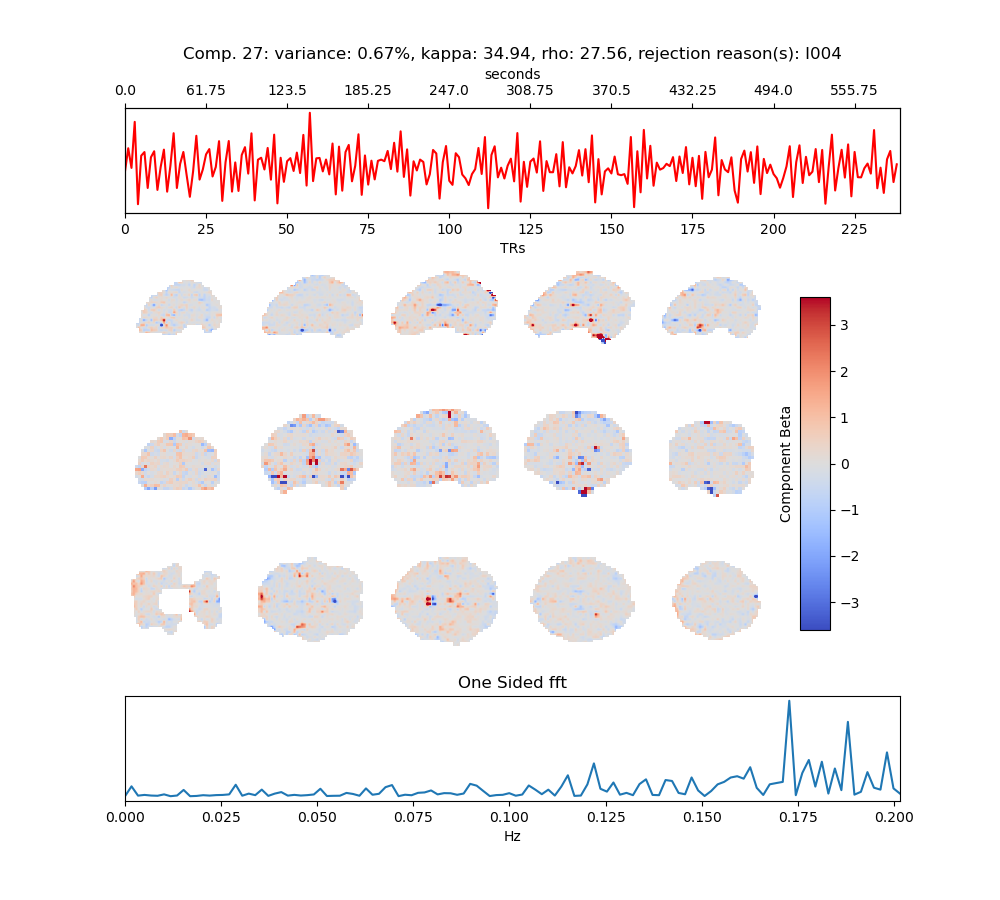 Comp. 27: variance: 0.67%, kappa: 34.94, rho: 27.56, rejection reason(s): I004
seconds
0.0 61.75 123.5 185.25 247.0 308.75 370.5 432.25 494.0 555.75
0 25 50 75 100 125 150 175 200 225
TRs
3
2
1
0
−1
−2
−3
Component Beta
One Sided fft
0.000 0.025 0.050 0.075 0.100 0.125 0.150 0.175 0.200
Hz